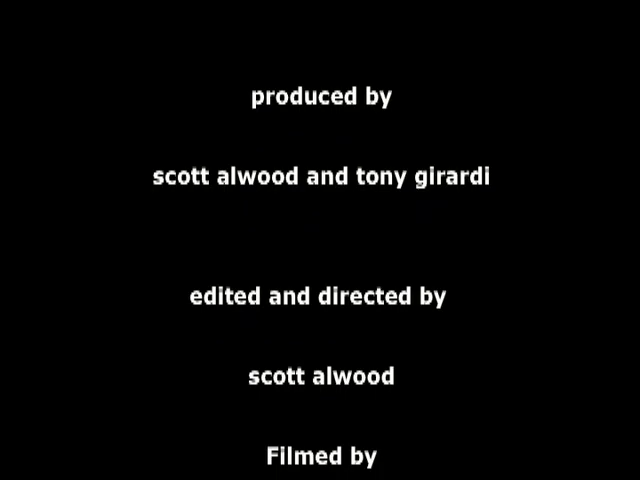 produced by
scott alwood and tony girardi
edited and directed by
scott alwood
Filmed by